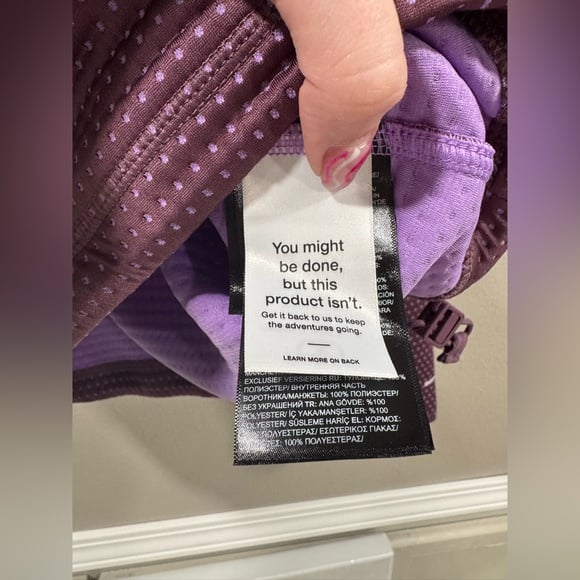 You might
be done,
but this
product isn't.
Get it back to us to keep
the adventures going.
LEARN MORE ON BACK
EXCLUSIEF VERSIERING RU:
ПОЛИЭСТЕР/ ВНУТРЕННЯЯ ЧАСТЬ
ВОРОТНИКА/МАНЖЕТЫ: 100% ПОЛИЭСТЕР/
БЕЗ УКРАШЕНИЙ TR: ANA GÖVDE: %100
POLYESTER/ İÇ YAKA/MANŞETLER: %100
POLYESTER/ SÜSLEME HARİÇ EL: ΚΟΡΜΟΣ:
ΠΟΛΥΕΣΤΕΡΑΣ/ ΕΣΩΤΕΡΙΚΟΣ ΓΙΑΚΑΣ/
100% ΠΟΛΥΕΣΤΕΡΑΣ/